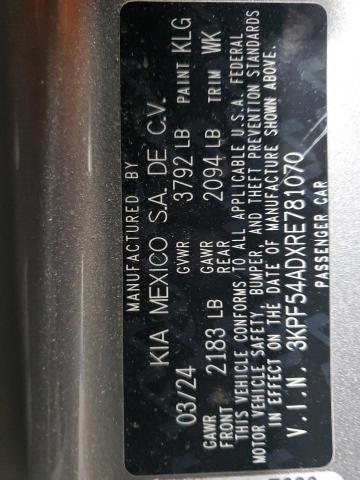 MANUFACTURED BY
KIA MEXICO S.A. DE C.V.
03/24 GVWR 3792 LB PAINT KLG
GAWR FRONT 2183 LB GAWR REAR 2094 LB TRIM WK
THIS VEHICLE CONFORMS TO ALL APPLICABLE U.S.A. FEDERAL
MOTOR VEHICLE SAFETY, BUMPER, AND THEFT PREVENTION STANDARDS
IN EFFECT ON THE DATE OF MANUFACTURE SHOWN ABOVE.
V.I.N. 3KPF54ADXRE781070
PASSENGER CAR